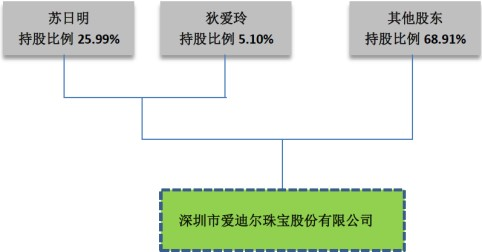 苏日明
持股比例 25.99%
狄爱玲
持股比例 5.10%
其他股东
持股比例 68.91%
深圳市爱迪尔珠宝股份有限公司